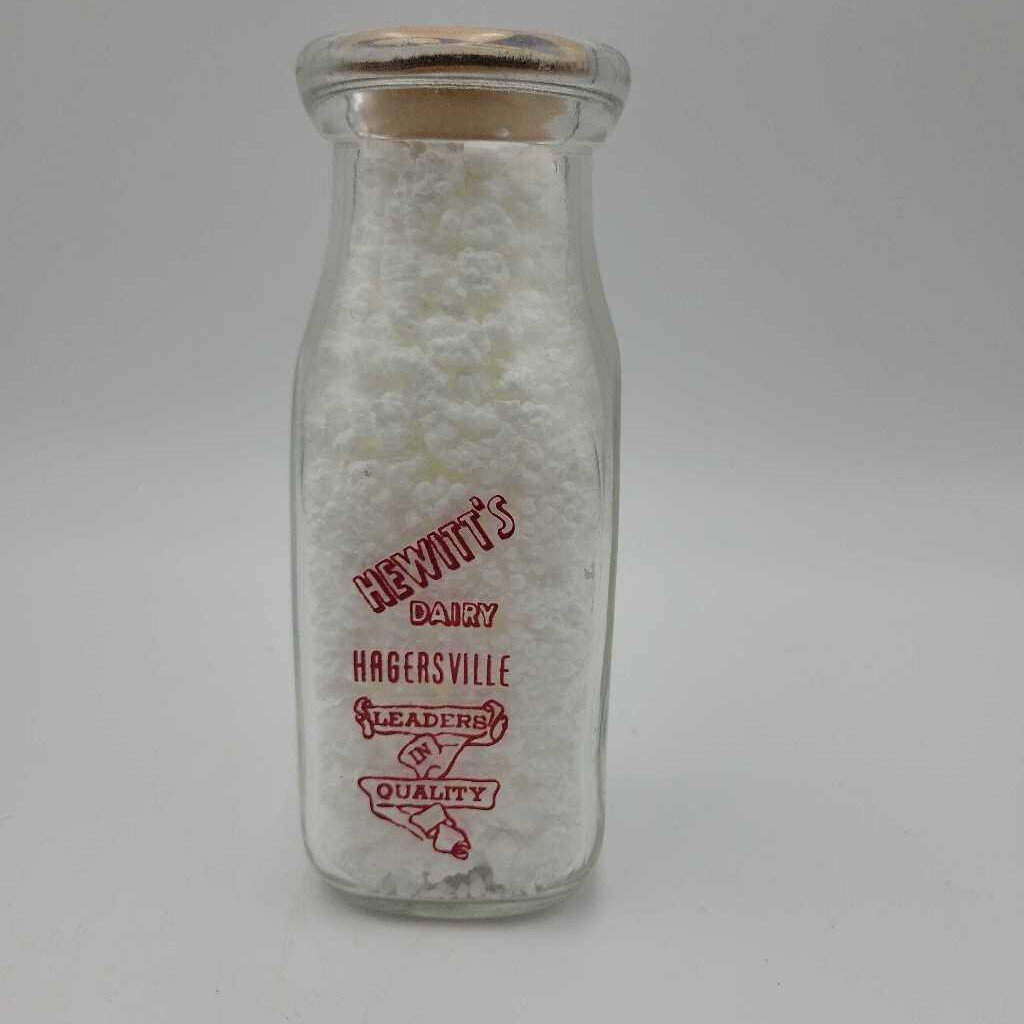 HEWITT'S
DAIRY
HAGERSVILLE
LEADERS
IN
QUALITY